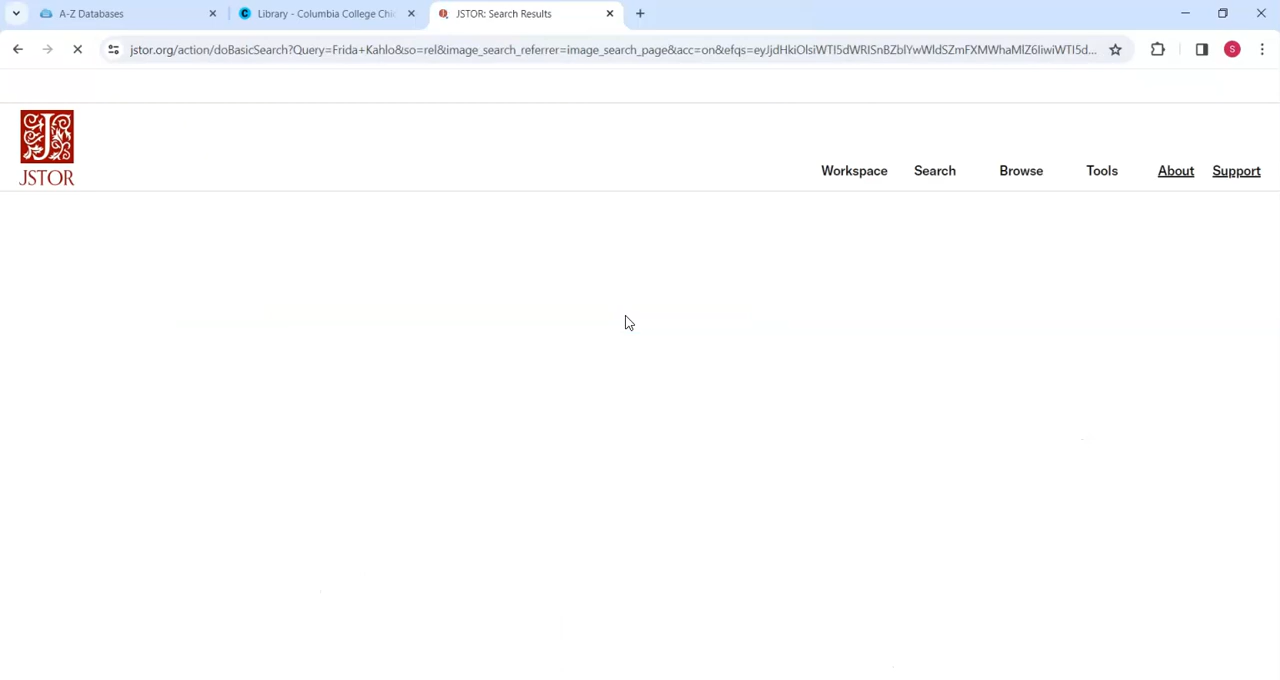 A-Z Databases
Library - Columbia College Chi
JSTOR: Search Results
jstor.org/action/doBasicSearch?Query=Frida+Kahlo&so=rel&image_search_referrer=image_search_page&acc=on&efqs=
S
JSTOR
Workspace
Search
Browse
Tools
About
Support